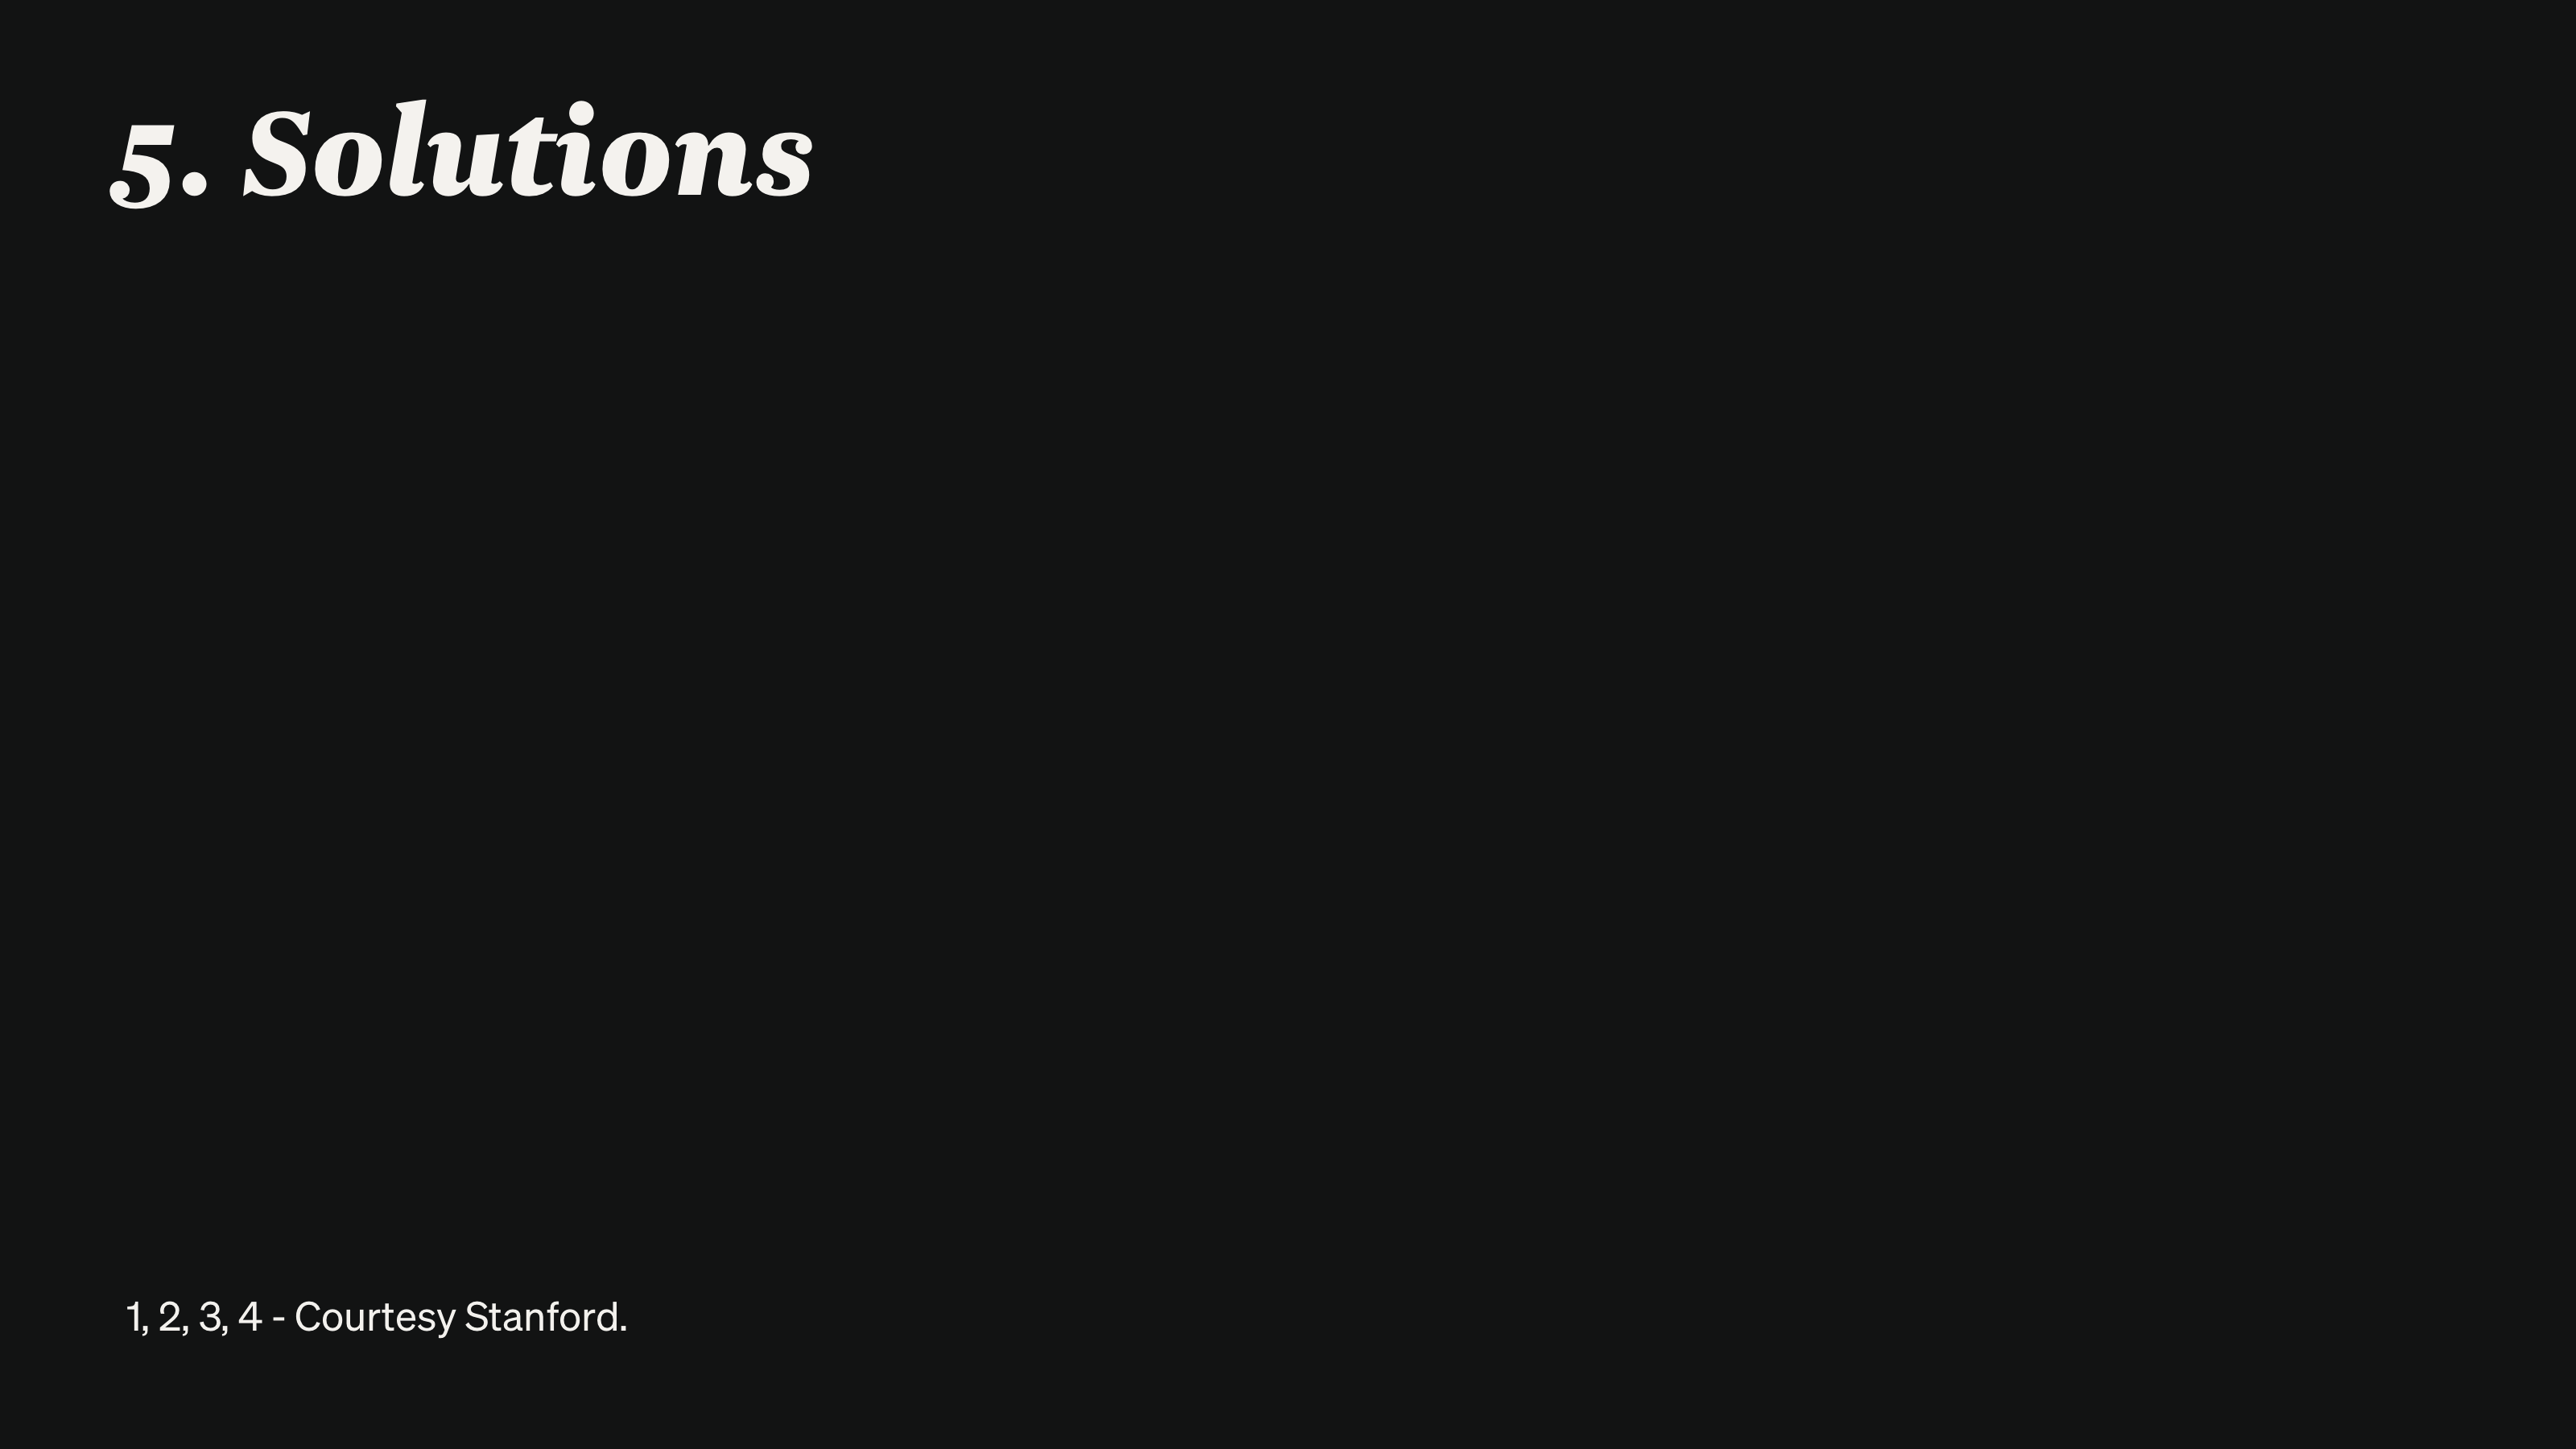 5. Solutions
1, 2, 3, 4 - Courtesy Stanford.